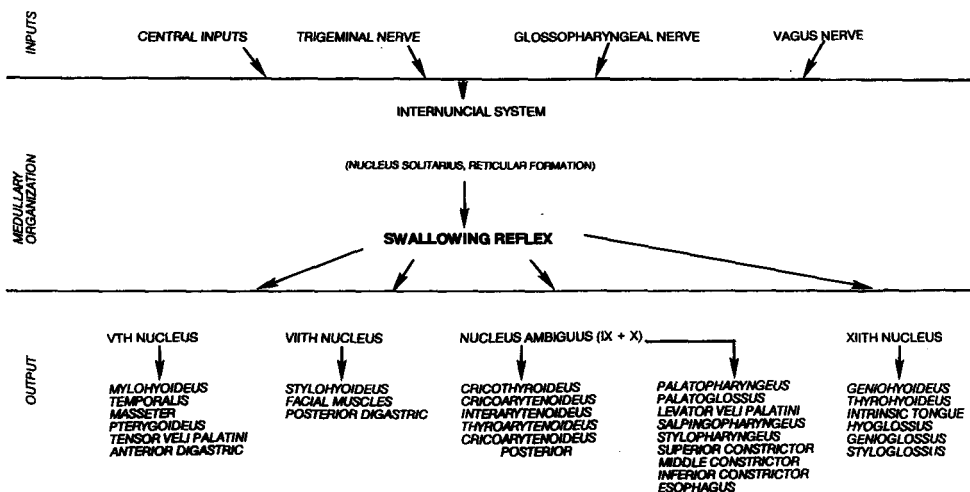 INPUTS
CENTRAL INPUTS
TRIGEMINAL NERVE
GLOSSOPHARYNGEAL NERVE
VAGUS NERVE
MEDULLARY
ORGANIZATION
INTERNUNCIAL SYSTEM
(NUCLEUS SOLITARIUS, RETICULAR FORMATION)
SWALLOWING REFLEX
OUTPUT
VTH NUCLEUS
MYLOHYOIDEUS
TEMPORALIS
MASSETER
PTERYGOIDEUS
TENSOR VELI PALATINI
ANTERIOR DIGASTRIC
VIITH NUCLEUS
STYLOHYOIDEUS
FACIAL MUSCLES
POSTERIOR DIGASTRIC
NUCLEUS AMBIGUUS (IX + X)
CRICOTHYROIDEUS
CRICOARYTENOIDEUS
INTERARYTENOIDEUS
THYROARYTENOIDEUS
CRICOARYTENOIDEUS
POSTERIOR
PALATOPHARYNGEUS
PALATOGLOSSUS
LEVATOR VELI PALATINI
SALPINGOPHARYNGEUS
STYLOPHARYNGEUS
SUPERIOR CONSTRICTOR
MIDDLE CONSTRICTOR
INFERIOR CONSTRICTOR
ESOPHAGUS
XIITH NUCLEUS
GENIOHYOIDEUS
THYROHYOIDEUS
INTRINSIC TONGUE
HYOGLOSSUS
GENIOGLOSSUS
STYLOGLOSSUS